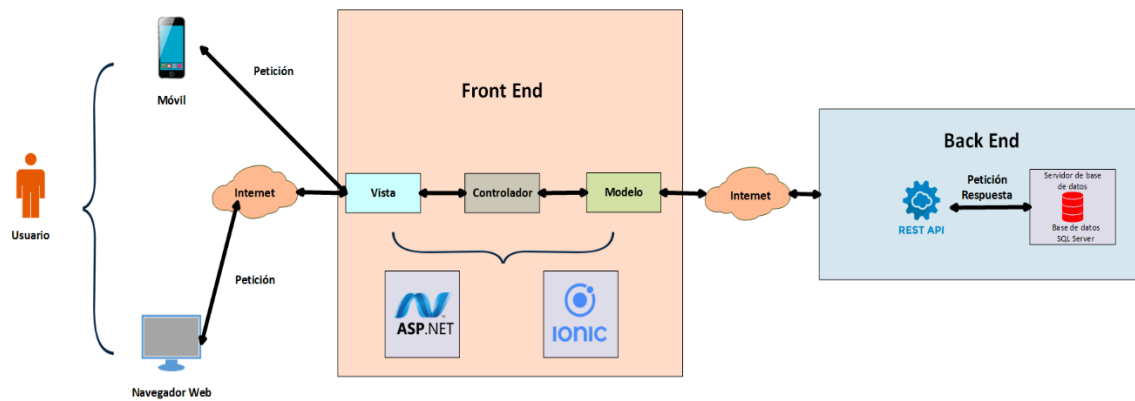 Usuario
Móvil
Petición
Internet
Petición
Navegador Web
Front End
Vista
Controlador
Modelo
ASP.NET
IONIC
Internet
Back End
REST API
Petición
Respuesta
Servidor de base
de datos
Base de datos
SQL Server